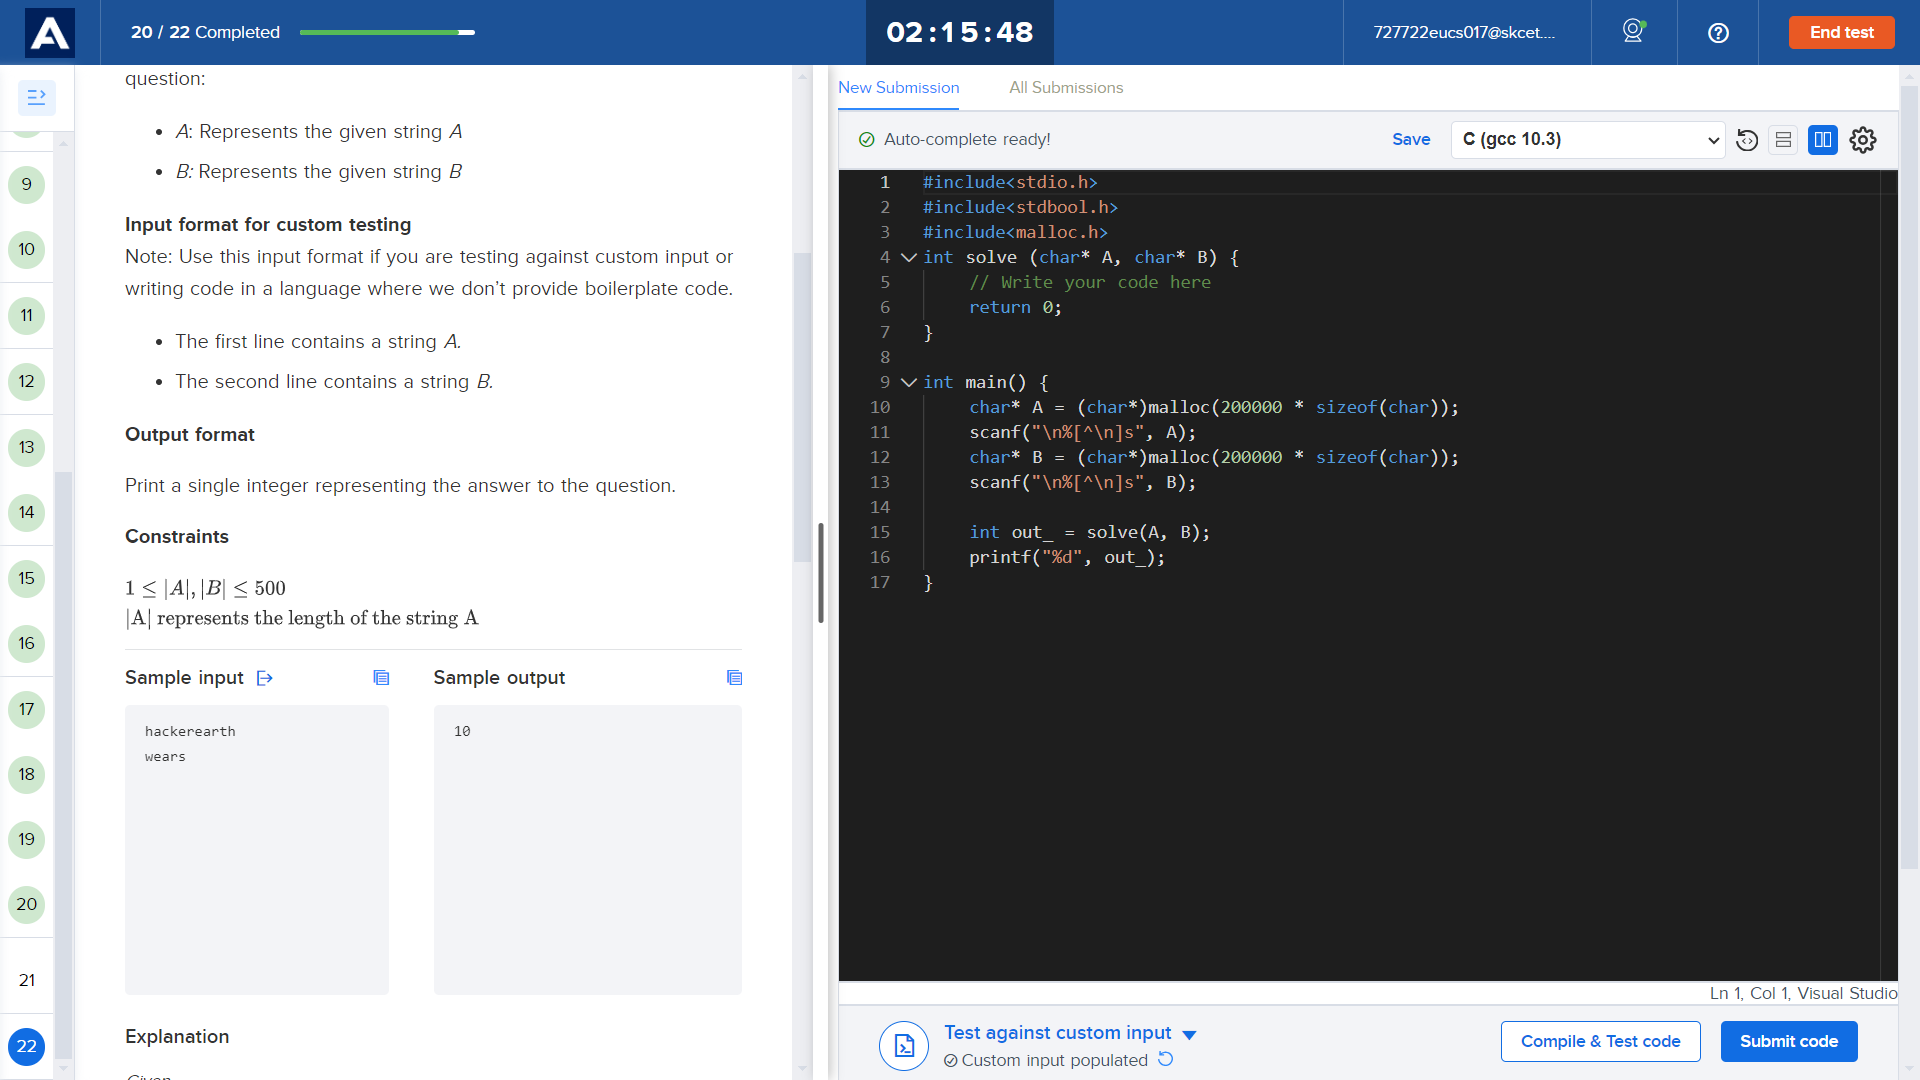 20 / 22 Completed
02:15:48
727722eucs017@skcet....
End test
9
10
11
12
13
14
15
16
17
18
19
20
21
22
question:
• A: Represents the given string A
• B: Represents the given string B
Input format for custom testing
Note: Use this input format if you are testing against custom input or
writing code in a language where we don’t provide boilerplate code.
• The first line contains a string A.
• The second line contains a string B.
Output format
Print a single integer representing the answer to the question.
Constraints
1 ≤ |A|, |B| ≤ 500
|A| represents the length of the string A
Sample input
Sample output
hackerearth
wears
10
Explanation
Given
New Submission
All Submissions
Auto-complete ready!
Save
C (gcc 10.3)
1 #include<stdio.h>
2 #include<stdbool.h>
3 #include<malloc.h>
4 int solve (char* A, char* B) {
5 // Write your code here
6 return 0;
7 }
8
9 int main() {
10 char* A = (char*)malloc(200000 * sizeof(char));
11 scanf("\n%[^\n]s", A);
12 char* B = (char*)malloc(200000 * sizeof(char));
13 scanf("\n%[^\n]s", B);
14
15 int out_ = solve(A, B);
16 printf("%d", out_);
17 }
Ln 1, Col 1, Visual Studio
Test against custom input
Custom input populated
Compile & Test code
Submit code